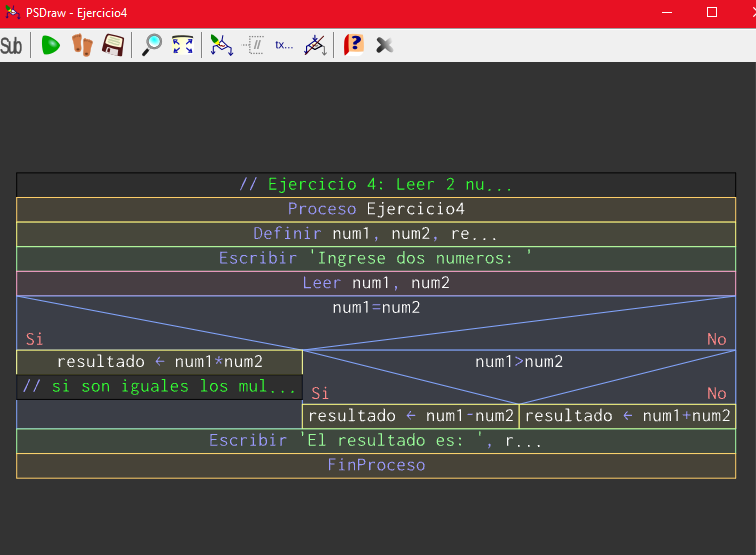 PSDraw - Ejercicio4
Sub // tx... ?
// Ejercicio 4: Leer 2 nu...
Proceso Ejercicio4
Definir num1, num2, re...
Escribir 'Ingrese dos numeros: '
Leer num1, num2
num1=num2
Si No
resultado ← num1*num2 num1>num2
// si son iguales los mul... Si No
resultado ← num1-num2 resultado ← num1+num2
Escribir 'El resultado es: ', r...
FinProceso